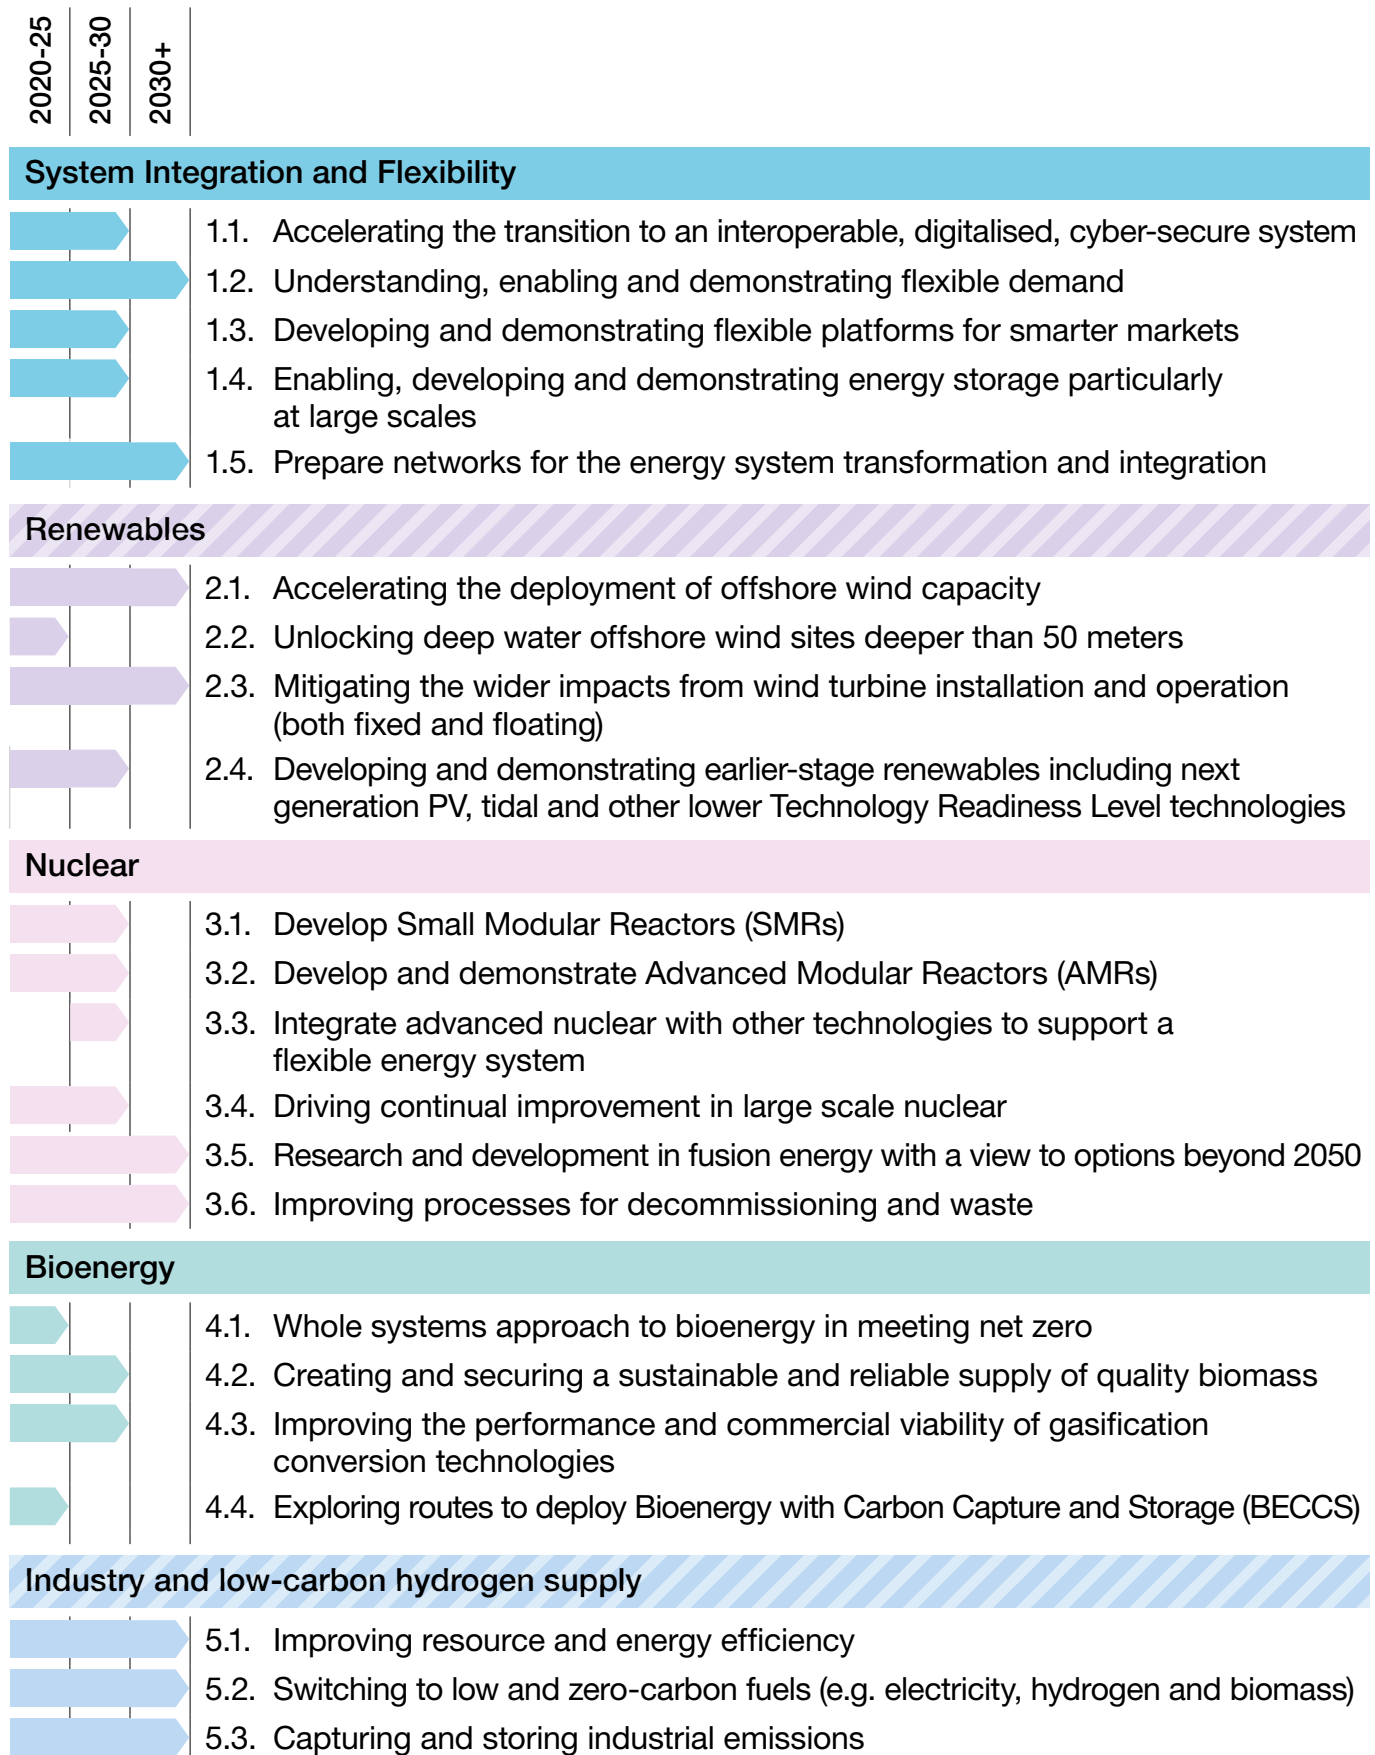 2020-25
2025-30
2030+
System Integration and Flexibility
1.1. Accelerating the transition to an interoperable, digitalised, cyber-secure system
1.2. Understanding, enabling and demonstrating flexible demand
1.3. Developing and demonstrating flexible platforms for smarter markets
1.4. Enabling, developing and demonstrating energy storage particularly
at large scales
1.5. Prepare networks for the energy system transformation and integration
Renewables
2.1. Accelerating the deployment of offshore wind capacity
2.2. Unlocking deep water offshore wind sites deeper than 50 meters
2.3. Mitigating the wider impacts from wind turbine installation and operation
(both fixed and floating)
2.4. Developing and demonstrating earlier-stage renewables including next
generation PV, tidal and other lower Technology Readiness Level technologies
Nuclear
3.1. Develop Small Modular Reactors (SMRs)
3.2. Develop and demonstrate Advanced Modular Reactors (AMRs)
3.3. Integrate advanced nuclear with other technologies to support a
flexible energy system
3.4. Driving continual improvement in large scale nuclear
3.5. Research and development in fusion energy with a view to options beyond 2050
3.6. Improving processes for decommissioning and waste
Bioenergy
4.1. Whole systems approach to bioenergy in meeting net zero
4.2. Creating and securing a sustainable and reliable supply of quality biomass
4.3. Improving the performance and commercial viability of gasification
conversion technologies
4.4. Exploring routes to deploy Bioenergy with Carbon Capture and Storage (BECCS)
Industry and low-carbon hydrogen supply
5.1. Improving resource and energy efficiency
5.2. Switching to low and zero-carbon fuels (e.g. electricity, hydrogen and biomass)
5.3. Capturing and storing industrial emissions